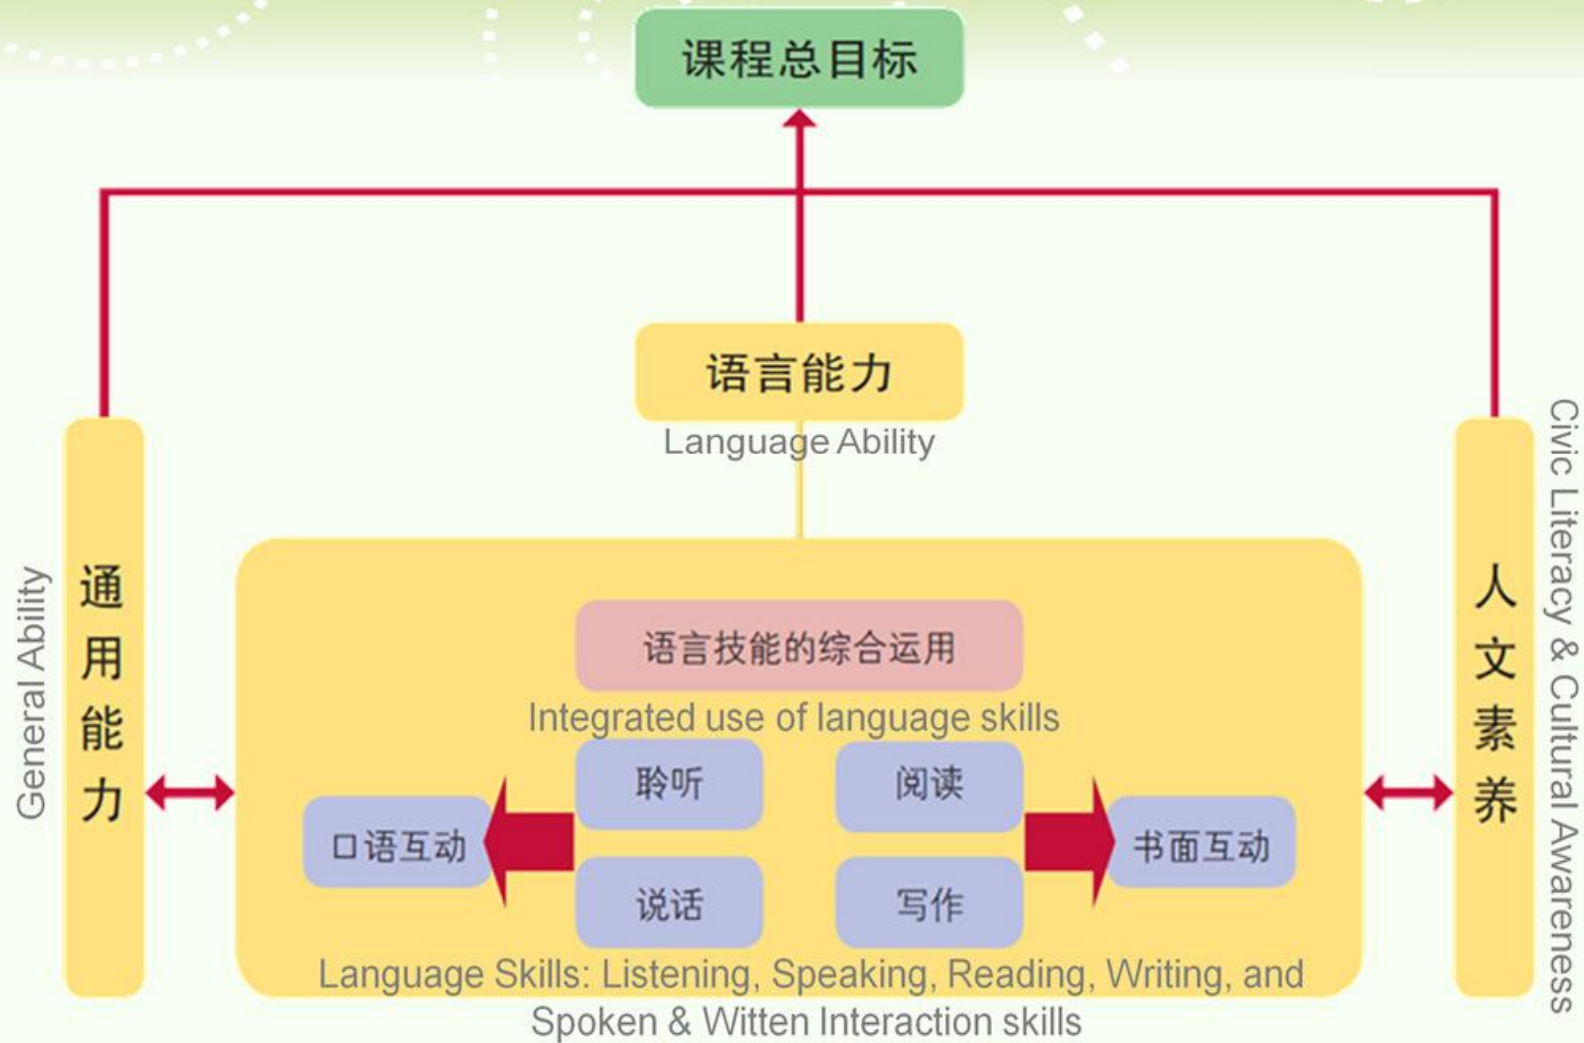 课程总目标
语言能力
Language Ability
通用能力
General Ability
人文素养
Civic Literacy & Cultural Awareness
语言技能的综合运用
Integrated use of language skills
聆听
阅读
口语互动
书面互动
说话
写作
Language Skills: Listening, Speaking, Reading, Writing, and
Spoken & Witten Interaction skills